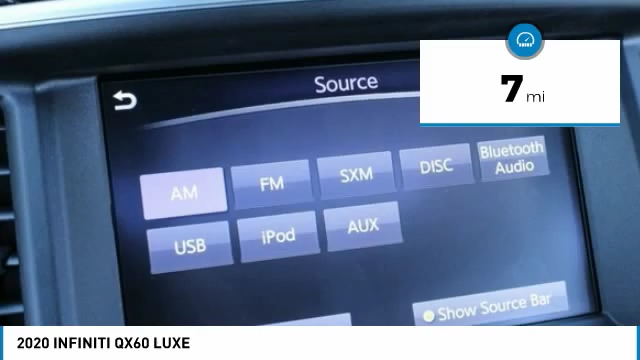 Source
7 mi
AM
FM
SXM
DISC
Bluetooth
Audio
USB
iPod
AUX
Show Source Bar
2020 INFINITI QX60 LUXE